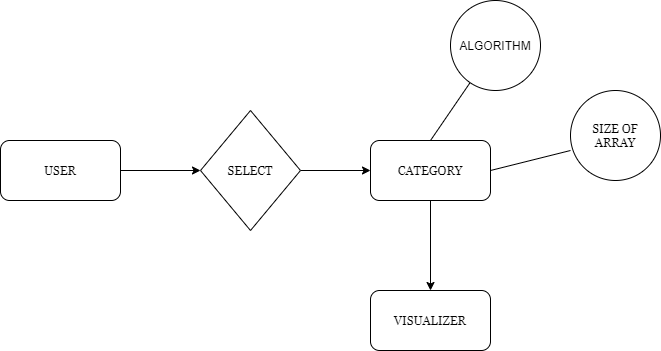 ALGORITHM
SIZE OF
ARRAY
USER
SELECT
CATEGORY
VISUALIZER